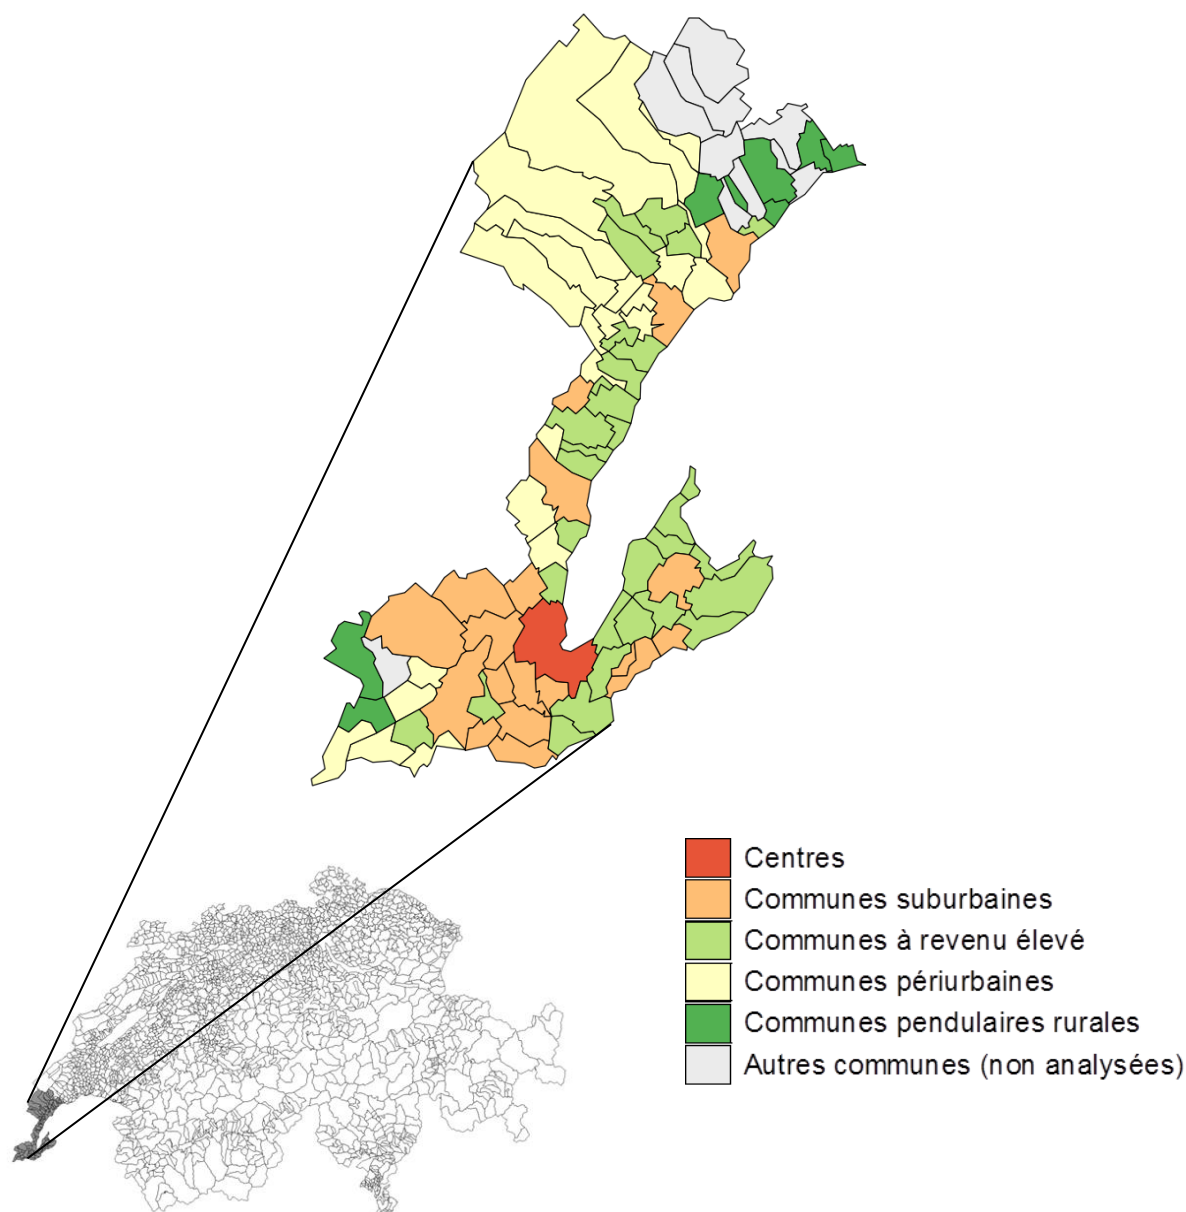 Centres
Communes suburbaines
Communes à revenu élevé
Communes périurbaines
Communes pendulaires rurales
Autres communes (non analysées)